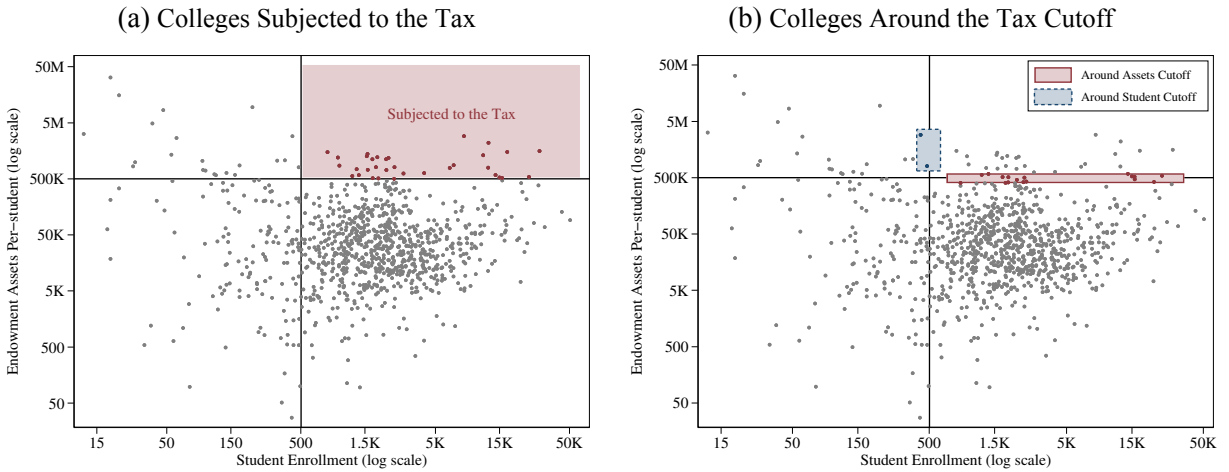 (a) Colleges Subjected to the Tax
Endowment Assets Per-student (log scale)
50M
5M
500K
50K
5K
500
50
Subjected to the Tax
15
50
150
500
1.5K
5K
15K
50K
Student Enrollment (log scale)
(b) Colleges Around the Tax Cutoff
Endowment Assets Per-student (log scale)
50M
5M
500K
50K
5K
500
50
Around Assets Cutoff
Around Student Cutoff
15
50
150
500
1.5K
5K
15K
50K
Student Enrollment (log scale)